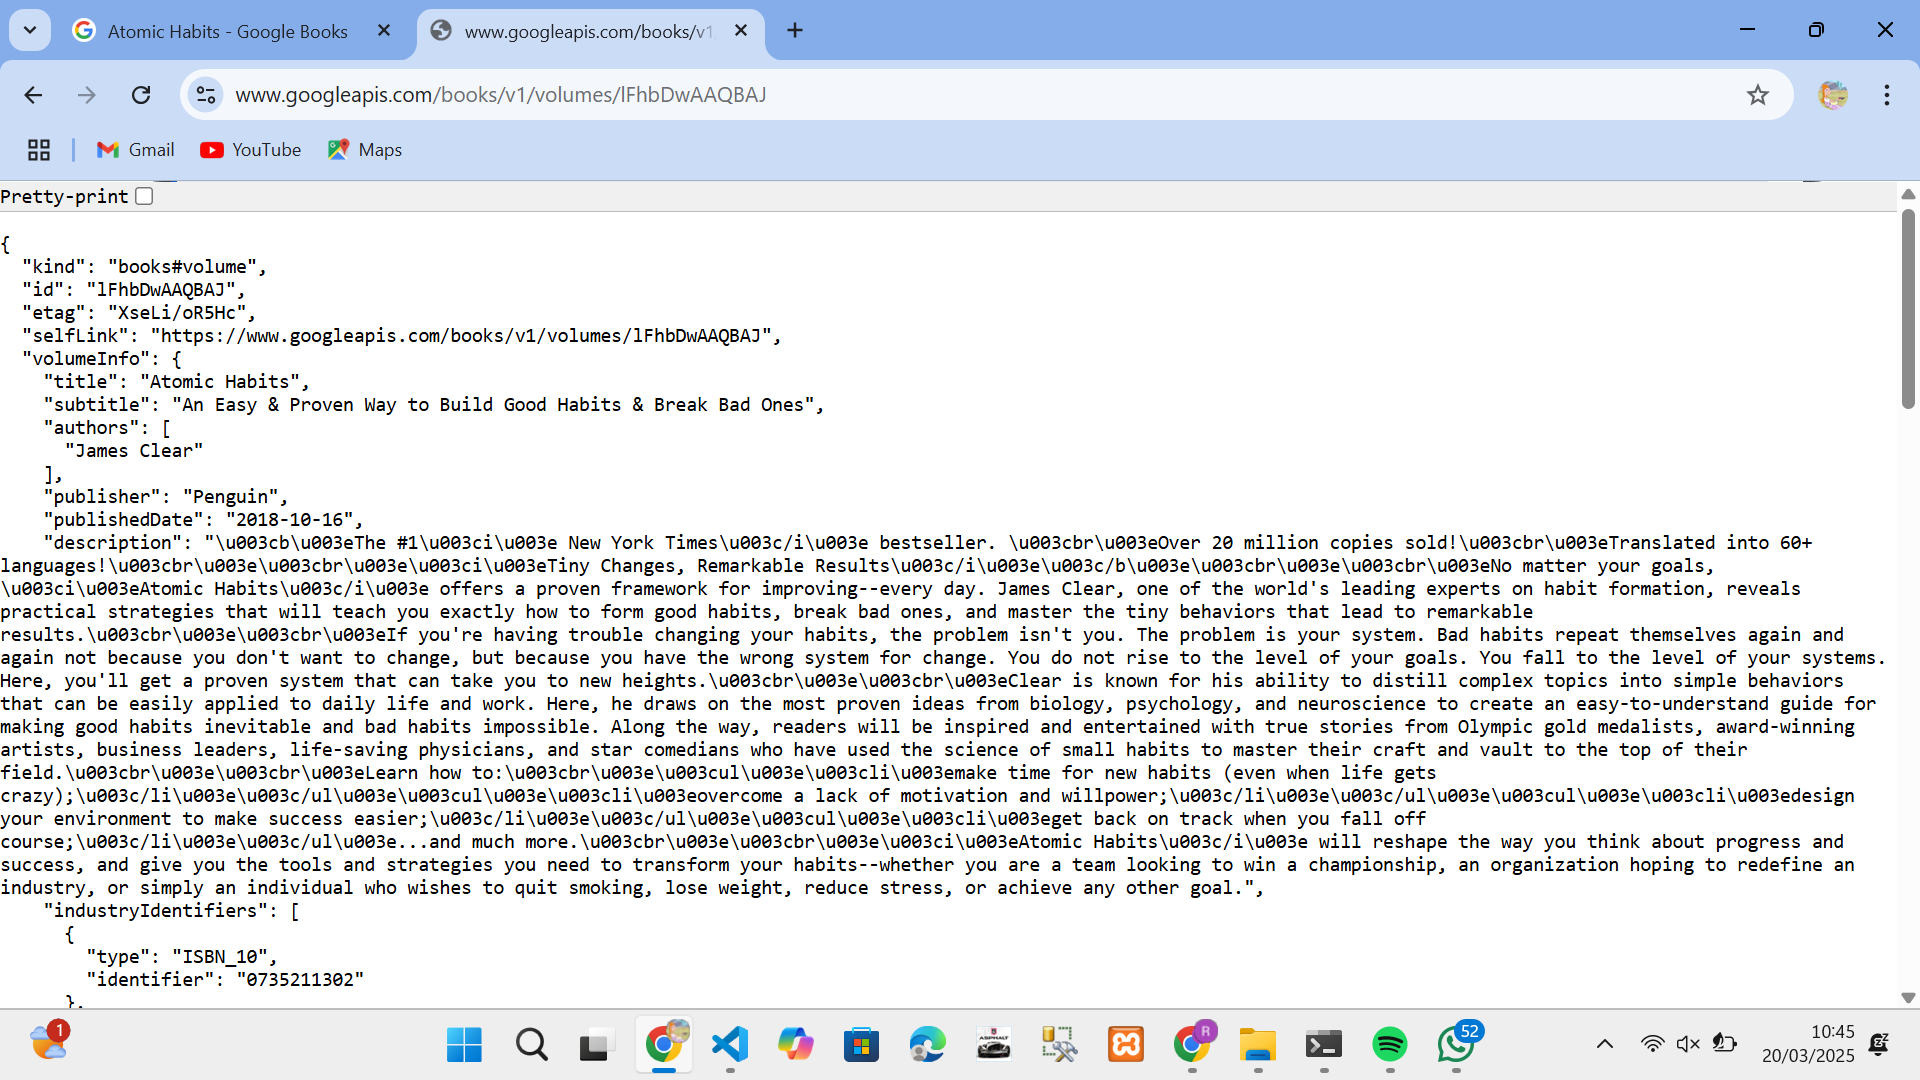 Atomic Habits - Google Books
www.googleapis.com/books/v1
www.googleapis.com/books/v1/volumes/lFhbDwAAQBAJ
Gmail
YouTube
Maps
Pretty-print
{
"kind": "books#volume",
"id": "lFhbDwAAQBAJ",
"etag": "XseLi/oR5Hc",
"selfLink": "https://www.googleapis.com/books/v1/volumes/lFhbDwAAQBAJ",
"volumeInfo": {
"title": "Atomic Habits",
"subtitle": "An Easy & Proven Way to Build Good Habits & Break Bad Ones",
"authors": [
"James Clear"
],
"publisher": "Penguin",
"publishedDate": "2018-10-16",
"description": "\u003cb\u003eThe #1\u003ci\u003e New York Times\u003c/i\u003e bestseller. \u003cbr\u003eOver 20 million copies sold!\u003cbr\u003eTranslated into 60+
languages!\u003cbr\u003e\u003cbr\u003e\u003ci\u003eTiny Changes, Remarkable Results\u003c/i\u003e\u003c/b\u003e\u003cbr\u003e\u003cbr\u003eNo matter your goals,
\u003ci\u003eAtomic Habits\u003c/i\u003e offers a proven framework for improving--every day. James Clear, one of the world's leading experts on habit formation, reveals
practical strategies that will teach you exactly how to form good habits, break bad ones, and master the tiny behaviors that lead to remarkable
results.\u003cbr\u003e\u003cbr\u003eIf you're having trouble changing your habits, the problem isn't you. The problem is your system. Bad habits repeat themselves again and
again not because you don't want to change, but because you have the wrong system for change. You do not rise to the level of your goals. You fall to the level of your systems.
Here, you'll get a proven system that can take you to new heights.\u003cbr\u003e\u003cbr\u003eClear is known for his ability to distill complex topics into simple behaviors
that can be easily applied to daily life and work. Here, he draws on the most proven ideas from biology, psychology, and neuroscience to create an easy-to-understand guide for
making good habits inevitable and bad habits impossible. Along the way, readers will be inspired and entertained with true stories from Olympic gold medalists, award-winning
artists, business leaders, life-saving physicians, and star comedians who have used the science of small habits to master their craft and vault to the top of their
field.\u003cbr\u003e\u003cbr\u003eLearn how to:\u003cbr\u003e\u003cul\u003e\u003cli\u003emake time for new habits (even when life gets
crazy);\u003c/li\u003e\u003c/ul\u003e\u003cul\u003e\u003cli\u003eovercome a lack of motivation and willpower;\u003c/li\u003e\u003c/ul\u003e\u003cul\u003e\u003cli\u003edesign
your environment to make success easier;\u003c/li\u003e\u003c/ul\u003e\u003cul\u003e\u003cli\u003eget back on track when you fall off
course;\u003c/li\u003e\u003c/ul\u003e...and much more.\u003cbr\u003e\u003cbr\u003e\u003ci\u003eAtomic Habits\u003c/i\u003e will reshape the way you think about progress and
success, and give you the tools and strategies you need to transform your habits--whether you are a team looking to win a championship, an organization hoping to redefine an
industry, or simply an individual who wishes to quit smoking, lose weight, reduce stress, or achieve any other goal.",
"industryIdentifiers": [
{
"type": "ISBN_10",
"identifier": "0735211302"
},
1
ASPHALT
R
52
10:45
20/03/2025